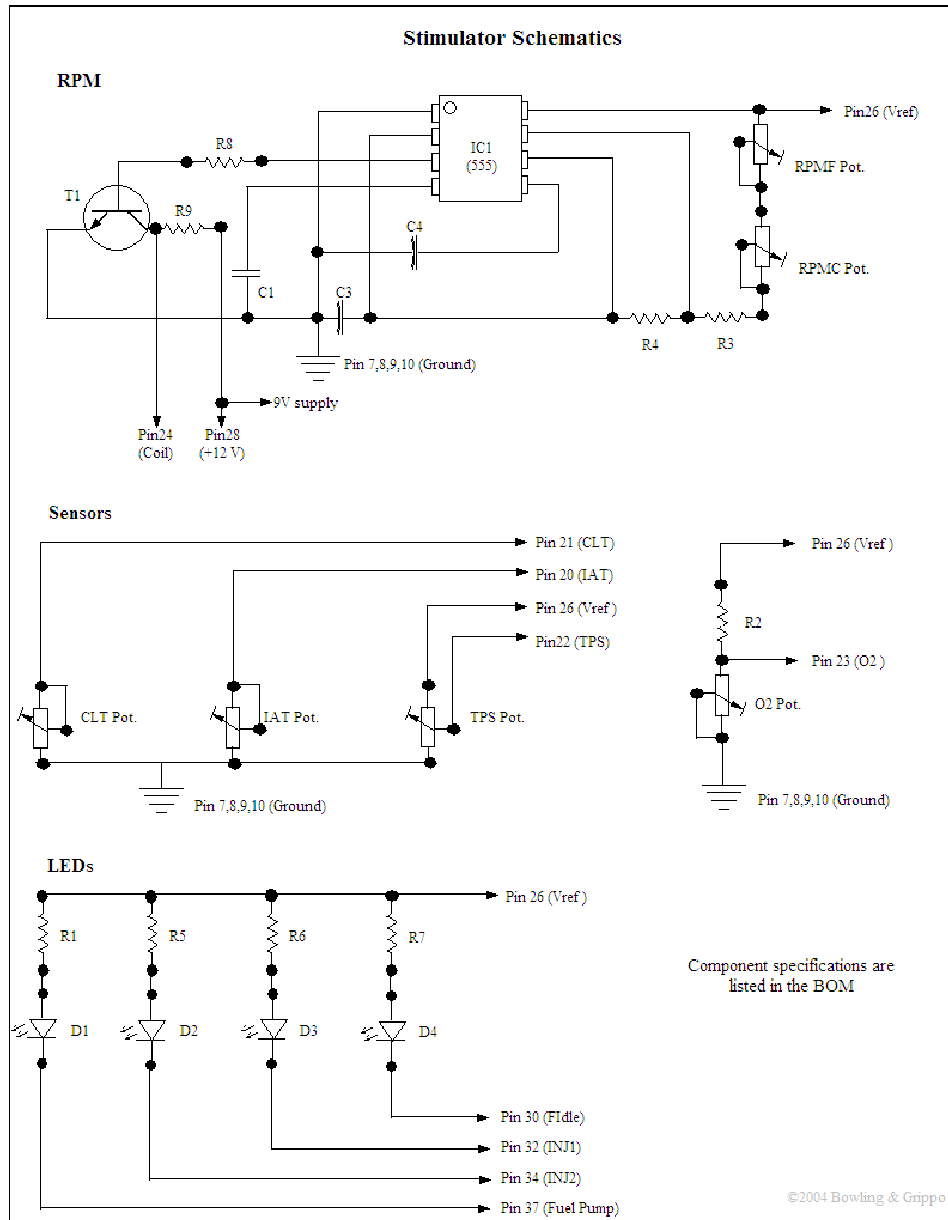 Stimulator Schematics
RPM
IC1
(555)
Pin26 (Vref)
R8
RPMF Pot.
T1
R9
C4
RPMC Pot.
C1
C3
R4
R3
Pin 7,8,9,10 (Ground)
9V supply
Pin24
(Coil)
Pin28
(+12 V)
Sensors
Pin 21 (CLT)
Pin 20 (IAT)
Pin 26 (Vref )
Pin22 (TPS)
CLT Pot.
IAT Pot.
TPS Pot.
Pin 7,8,9,10 (Ground)
Pin 26 (Vref )
R2
Pin 23 (O2 )
O2 Pot.
Pin 7,8,9,10 (Ground)
LEDs
Pin 26 (Vref )
R1
R5
R6
R7
D1
D2
D3
D4
Component specifications are
listed in the BOM
Pin 30 (FIdle)
Pin 32 (INJ1)
Pin 34 (INJ2)
Pin 37 (Fuel Pump)
©2004 Bowling & Grippo